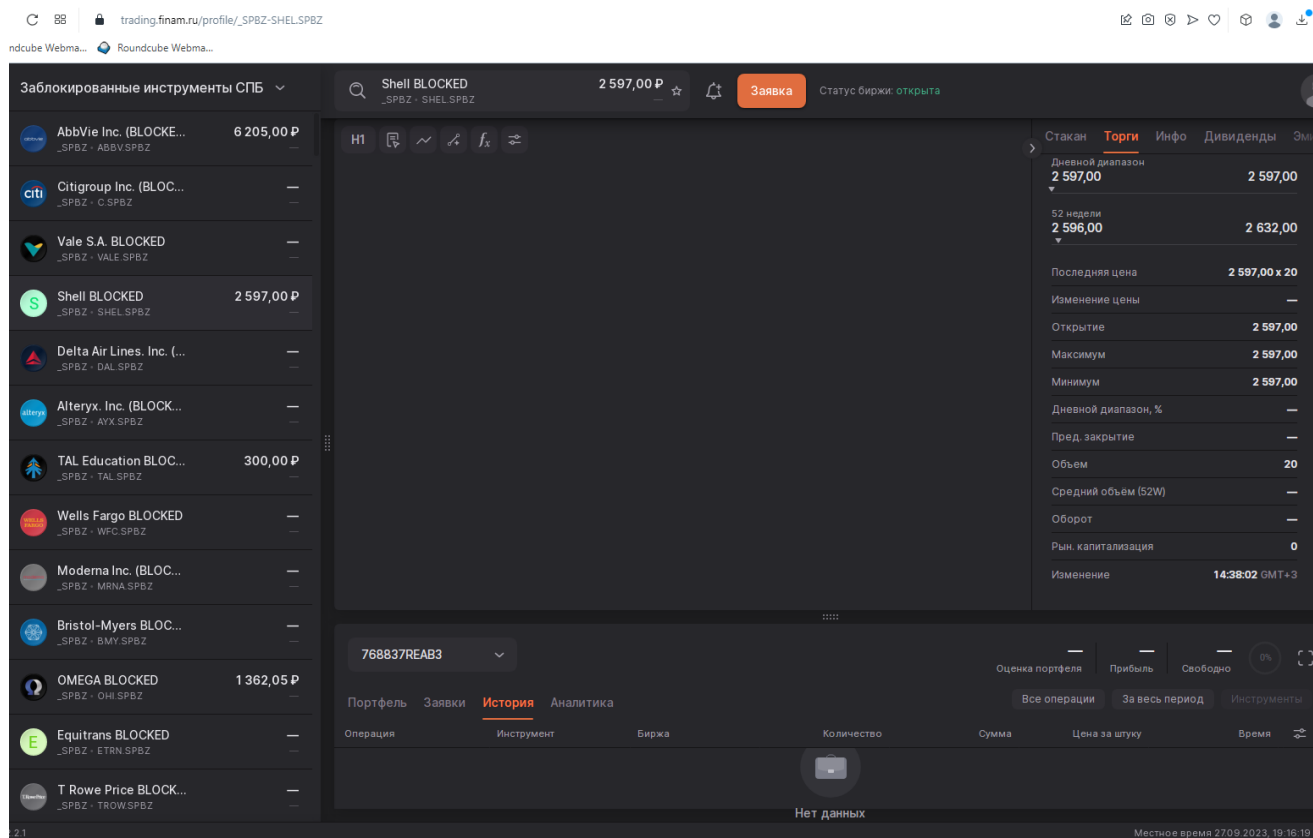 trading.finam.ru/profile/_SPBZ-SHEL.SPBZ
ndcube Webma... Roundcube Webma...
Заблокированные инструменты СПБ
Shell BLOCKED 2 597,00 ₽
_SPBZ • SHEL.SPBZ —
Заявка
Статус биржи: открыта
AbbVie Inc. (BLOCKE... 6 205,00 ₽
_SPBZ • ABBV.SPBZ —
citi
Citigroup Inc. (BLOC... —
_SPBZ • C.SPBZ —
Vale S.A. BLOCKED —
_SPBZ • VALE.SPBZ —
S
Shell BLOCKED 2 597,00 ₽
_SPBZ • SHEL.SPBZ —
Delta Air Lines. Inc. (... —
_SPBZ • DAL.SPBZ —
alteryx
Alteryx. Inc. (BLOCK... —
_SPBZ • AYX.SPBZ —
TAL Education BLOC... 300,00 ₽
_SPBZ • TAL.SPBZ —
WELLS FARGO
Wells Fargo BLOCKED —
_SPBZ • WFC.SPBZ —
Moderna Inc. (BLOC... —
_SPBZ • MRNA.SPBZ —
Bristol-Myers BLOC... —
_SPBZ • BMY.SPBZ —
OMEGA BLOCKED 1 362,05 ₽
_SPBZ • OHI.SPBZ —
E
Equitrans BLOCKED —
_SPBZ • ETRN.SPBZ —
T Rowe Price BLOCK... —
_SPBZ • TROW.SPBZ —
2.1
H1 fx
Стакан Торги Инфо Дивиденды Эми
Дневной диапазон
2 597,00 2 597,00
52 недели
2 596,00 2 632,00
Последняя цена 2 597,00 x 20
Изменение цены —
Открытие 2 597,00
Максимум 2 597,00
Минимум 2 597,00
Дневной диапазон, % —
Пред. закрытие —
Объем 20
Средний объём (52W) —
Оборот —
Рын. капитализация 0
Изменение 14:38:02 GMT+3
768837REAB3
— — — 0%
Оценка портфеля Прибыль Свободно
Портфель Заявки История Аналитика
Все операции За весь период Инструменты
Операция Инструмент Биржа Количество Сумма Цена за штуку Время
Нет данных
Местное время 27.09.2023, 19:16:19